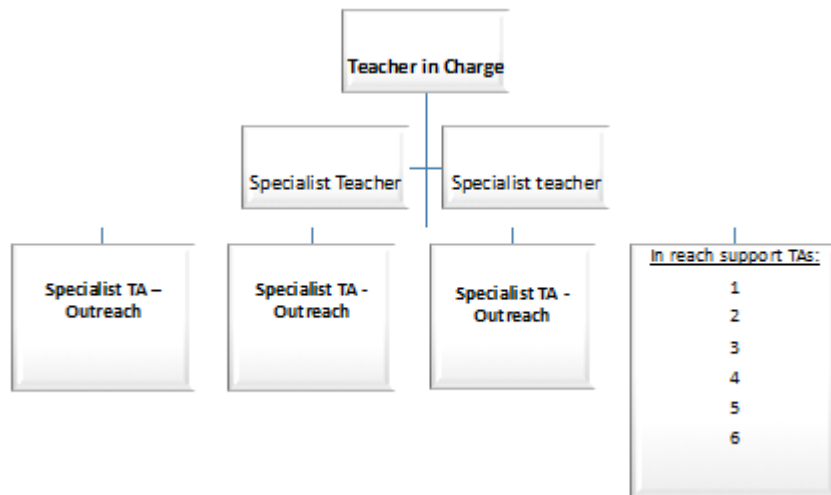 Teacher in Charge
Specialist Teacher
Specialist teacher
Specialist TA –
Outreach
Specialist TA -
Outreach
Specialist TA -
Outreach
In reach support TAs:
1
2
3
4
5
6